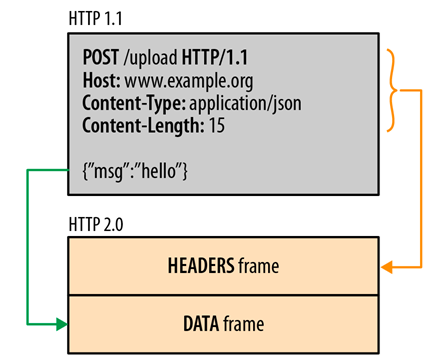 HTTP 1.1
POST /upload HTTP/1.1
Host: www.example.org
Content-Type: application/json
Content-Length: 15
{”msg”:”hello”}
HTTP 2.0
HEADERS frame
DATA frame